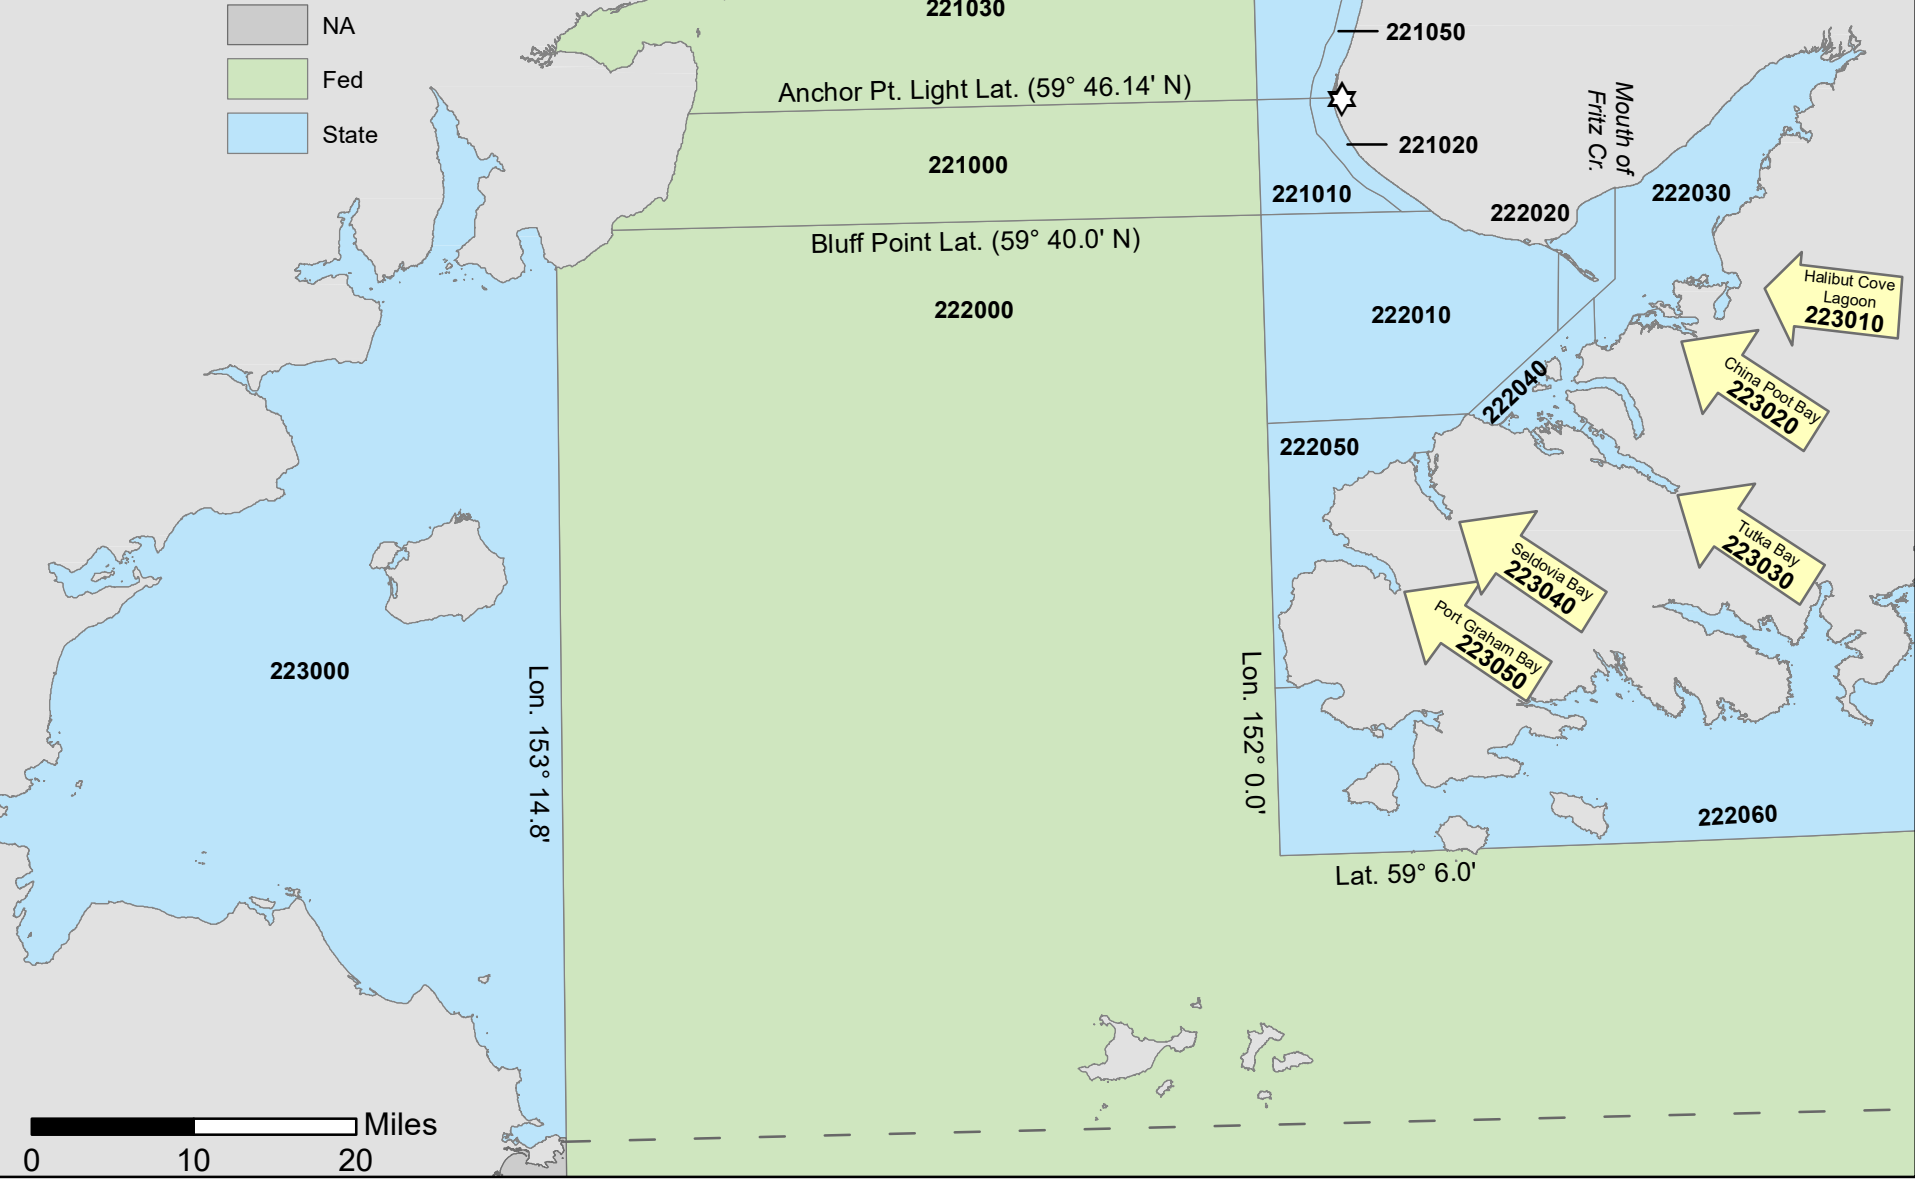 221030
NA
221050
Fed
Anchor Pt. Light Lat. (59° 46.14' N)
State
Mouth of
Fritz Cr.
221020
221000
221010
222020
222030
Bluff Point Lat. (59° 40.0' N)
222000
222010
Halibut Cove
Lagoon
223010
China Poot Bay
223020
222040
222050
Tutka Bay
223030
Seldovia Bay
223040
Port Graham Bay
223050
223000
Lon. 153° 14.8'
Lon. 152° 0.0'
222060
Lat. 59° 6.0'
Miles
0 10 20